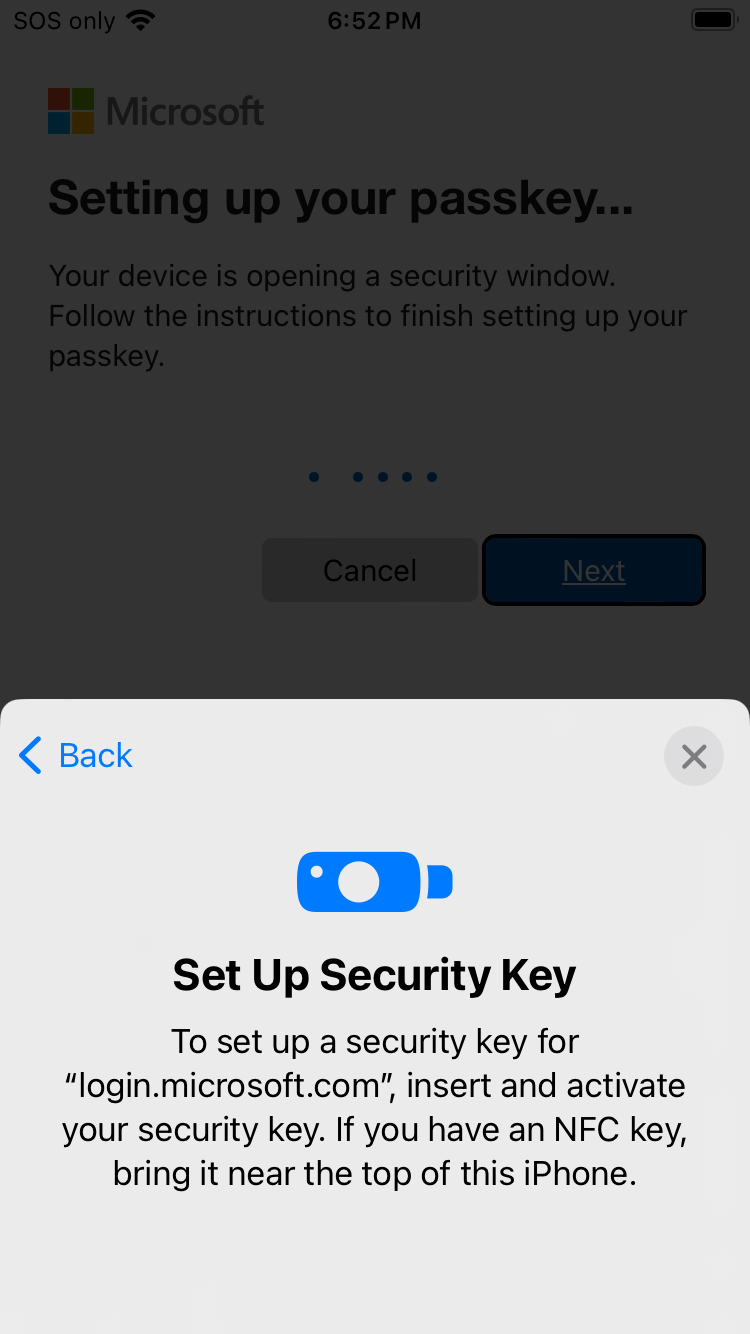 SOS only 6:52 PM
Microsoft
Setting up your passkey...
Your device is opening a security window.
Follow the instructions to finish setting up your
passkey.
Cancel Next
Back
Set Up Security Key
To set up a security key for
“login.microsoft.com”, insert and activate
your security key. If you have an NFC key,
bring it near the top of this iPhone.